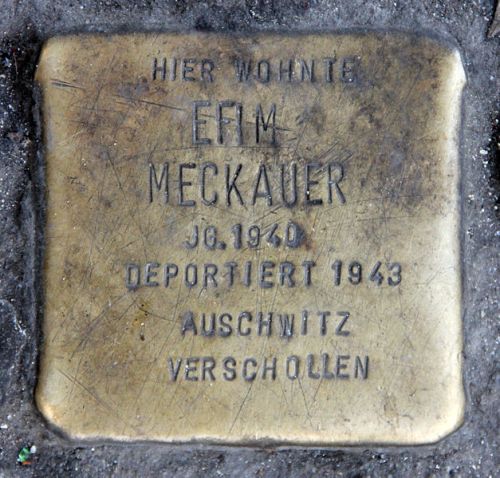 HIER WOHNTE
EFIM
MECKAUER
JG. 1940
DEPORTIERT 1943
AUSCHWITZ
VERSCHOLLEN